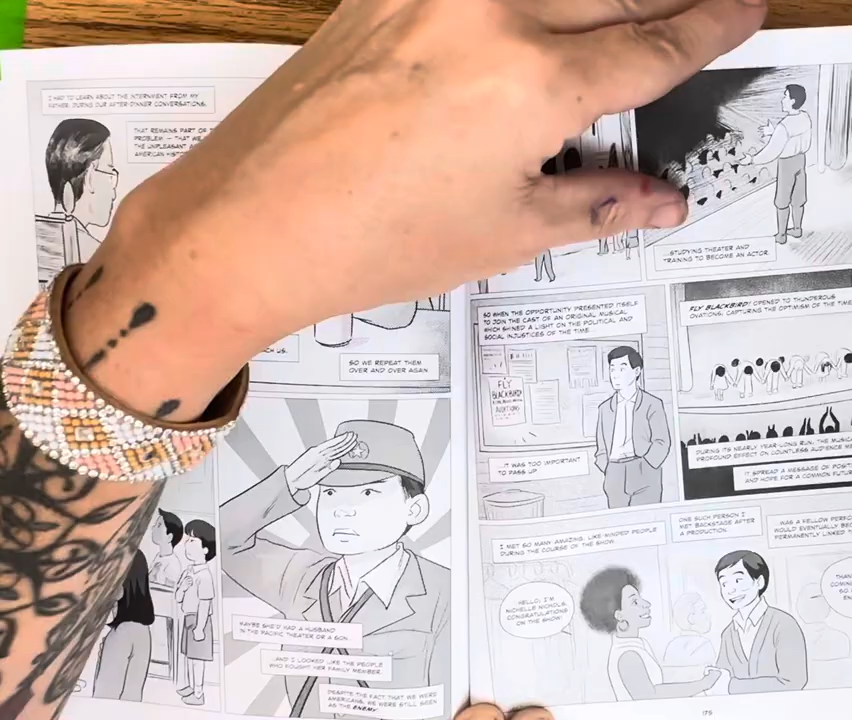 I HAD TO LEARN ABOUT THE INTERNMENT FROM MY
FATHER, DURING OUR AFTER-DINNER CONVERSATIONS.
THAT REMAINS PART OF
PROBLEM — THAT WE
THE UNPLEASANT
AMERICAN
US.
SO WE REPEAT THEM
OVER AND OVER AGAIN
MAYBE SHE'D HAD A HUSBAND
IN THE PACIFIC THEATER OR A SON.
...AND I LOOKED LIKE THE PEOPLE
WHO FOUGHT HER FAMILY MEMBER.
DESPITE THE FACT THAT WE WERE
AMERICANS, WE WERE STILL SEEN
AS THE ENEMY.
...STUDYING THEATER AND
TRAINING TO BECOME AN ACTOR.
SO WHEN THE OPPORTUNITY PRESENTED ITSELF
TO JOIN THE CAST OF AN ORIGINAL MUSICAL
WHICH SHINED A LIGHT ON THE POLITICAL AND
SOCIAL INJUSTICES OF THE TIME
FLY
BLACKBIRD
AUDITIONS
IT WAS TOO IMPORTANT
TO PASS UP.
FLY BLACKBIRD! OPENED TO THUNDEROUS
OVATIONS, CAPTURING THE OPTIMISM OF THE
DURING ITS NEARLY YEAR-LONG RUN, THE
PROFOUND EFFECT ON COUNTLESS AUDIENCE
IT SPREAD A MESSAGE OF
AND HOPE FOR A COMMON
I MET SO MANY AMAZING, LIKE-MINDED PEOPLE
DURING THE COURSE OF THE SHOW.
ONE SUCH PERSON I
MET BACKSTAGE AFTER
A PRODUCTION.
WAS A FELLOW
WOULD EVENTUALLY
PERMANENTLY LINKED
HELLO, I'M
NICHELLE NICHOLS.
CONGRATULATIONS
ON THE SHOW!
175